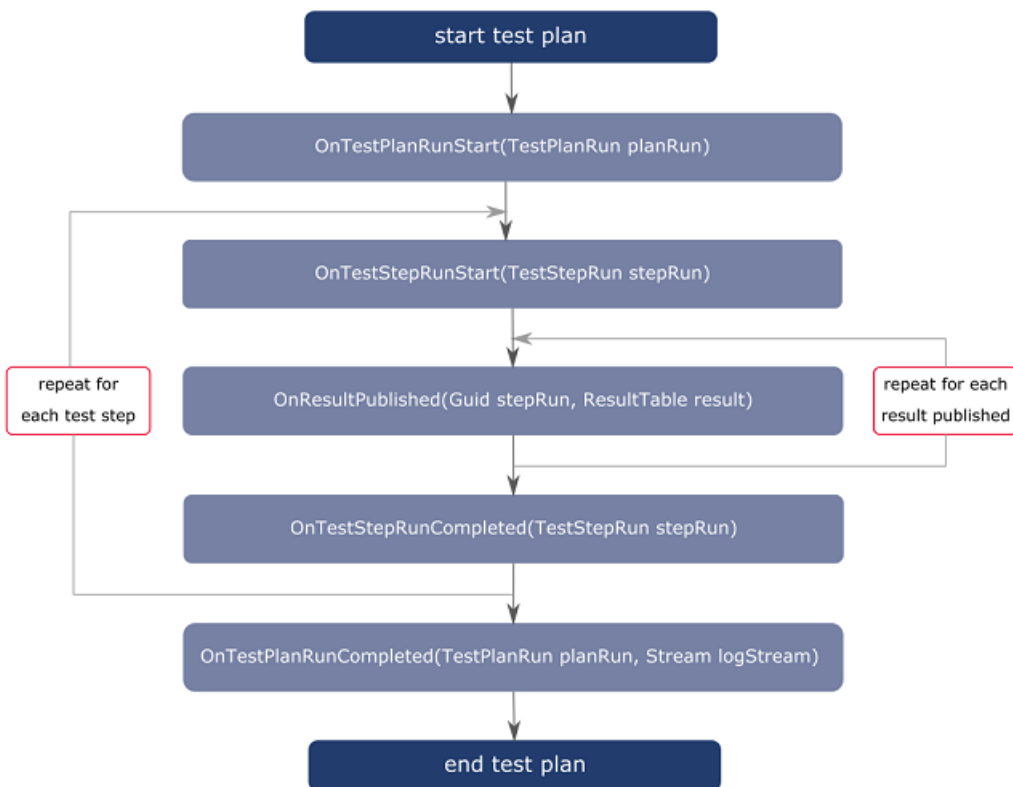 start test plan
OnTestPlanRunStart(TestPlanRun planRun)
OnTestStepRunStart(TestStepRun stepRun)
repeat for
each test step
OnResultPublished(Guid stepRun, ResultTable result)
repeat for each
result published
OnTestStepRunCompleted(TestStepRun stepRun)
OnTestPlanRunCompleted(TestPlanRun planRun, Stream logStream)
end test plan